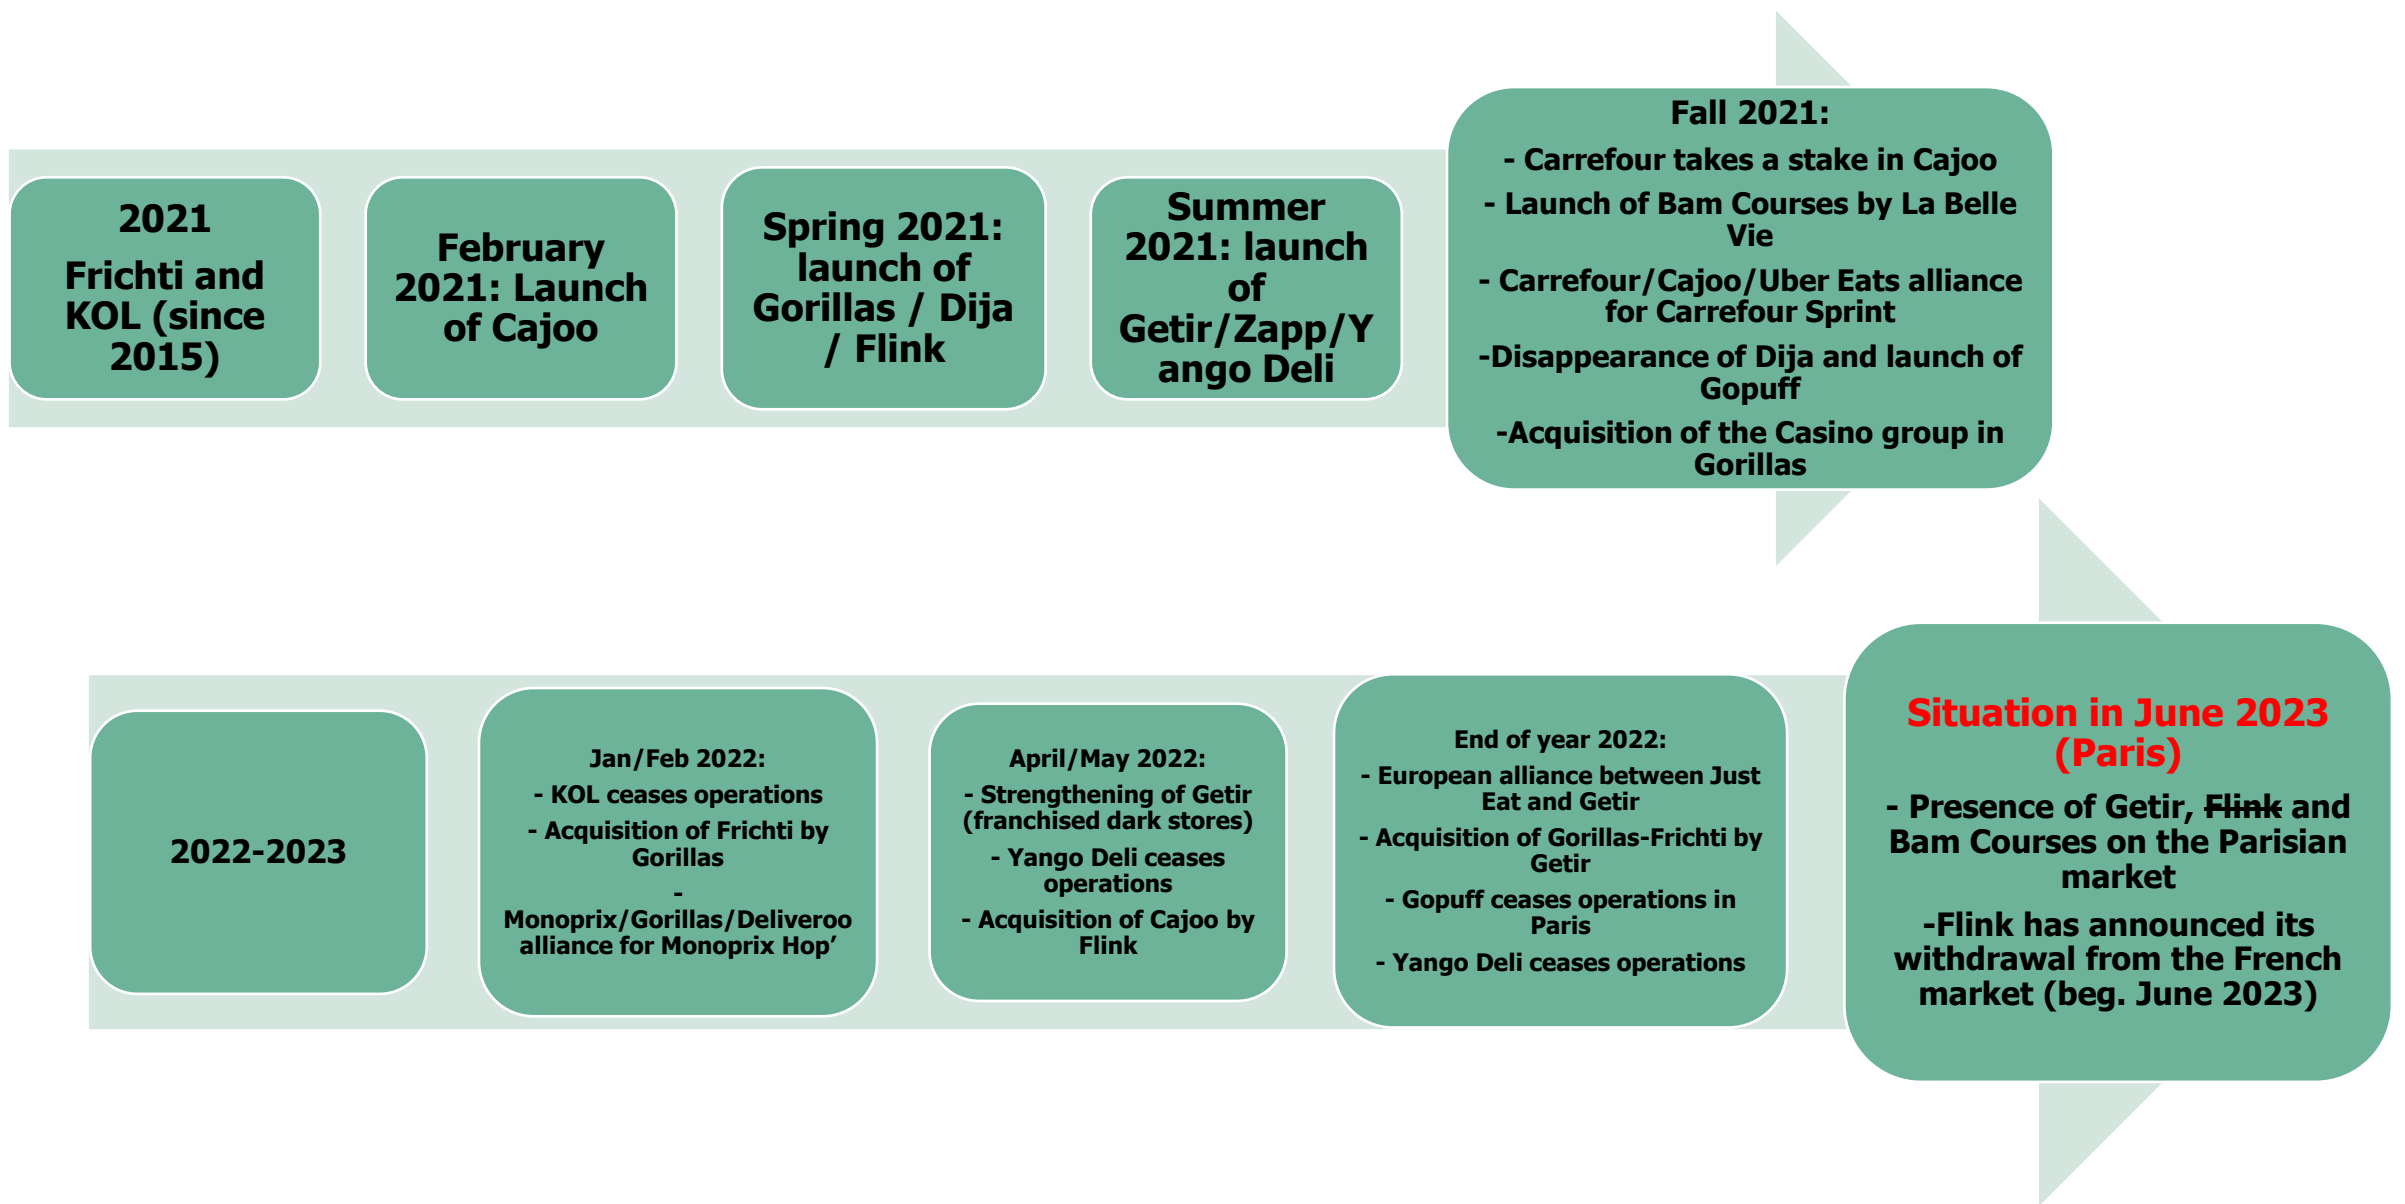 2021
Frichti and
KOL (since
2015)
February
2021: Launch
of Cajoo
Spring 2021:
launch of
Gorillas / Dija
/ Flink
Summer
2021: launch
of
Getir/Zapp/Y
ango Deli
Fall 2021:
- Carrefour takes a stake in Cajoo
- Launch of Bam Courses by La Belle
Vie
- Carrefour/Cajoo/Uber Eats alliance
for Carrefour Sprint
-Disappearance of Dija and launch of
Gopuff
-Acquisition of the Casino group in
Gorillas
2022-2023
Jan/Feb 2022:
- KOL ceases operations
- Acquisition of Frichti by
Gorillas
-
Monoprix/Gorillas/Deliveroo
alliance for Monoprix Hop’
April/May 2022:
- Strengthening of Getir
(franchised dark stores)
- Yango Deli ceases
operations
- Acquisition of Cajoo by
Flink
End of year 2022:
- European alliance between Just
Eat and Getir
- Acquisition of Gorillas-Frichti by
Getir
- Gopuff ceases operations in
Paris
- Yango Deli ceases operations
Situation in June 2023
(Paris)
- Presence of Getir, Flink and
Bam Courses on the Parisian
market
-Flink has announced its
withdrawal from the French
market (beg. June 2023)